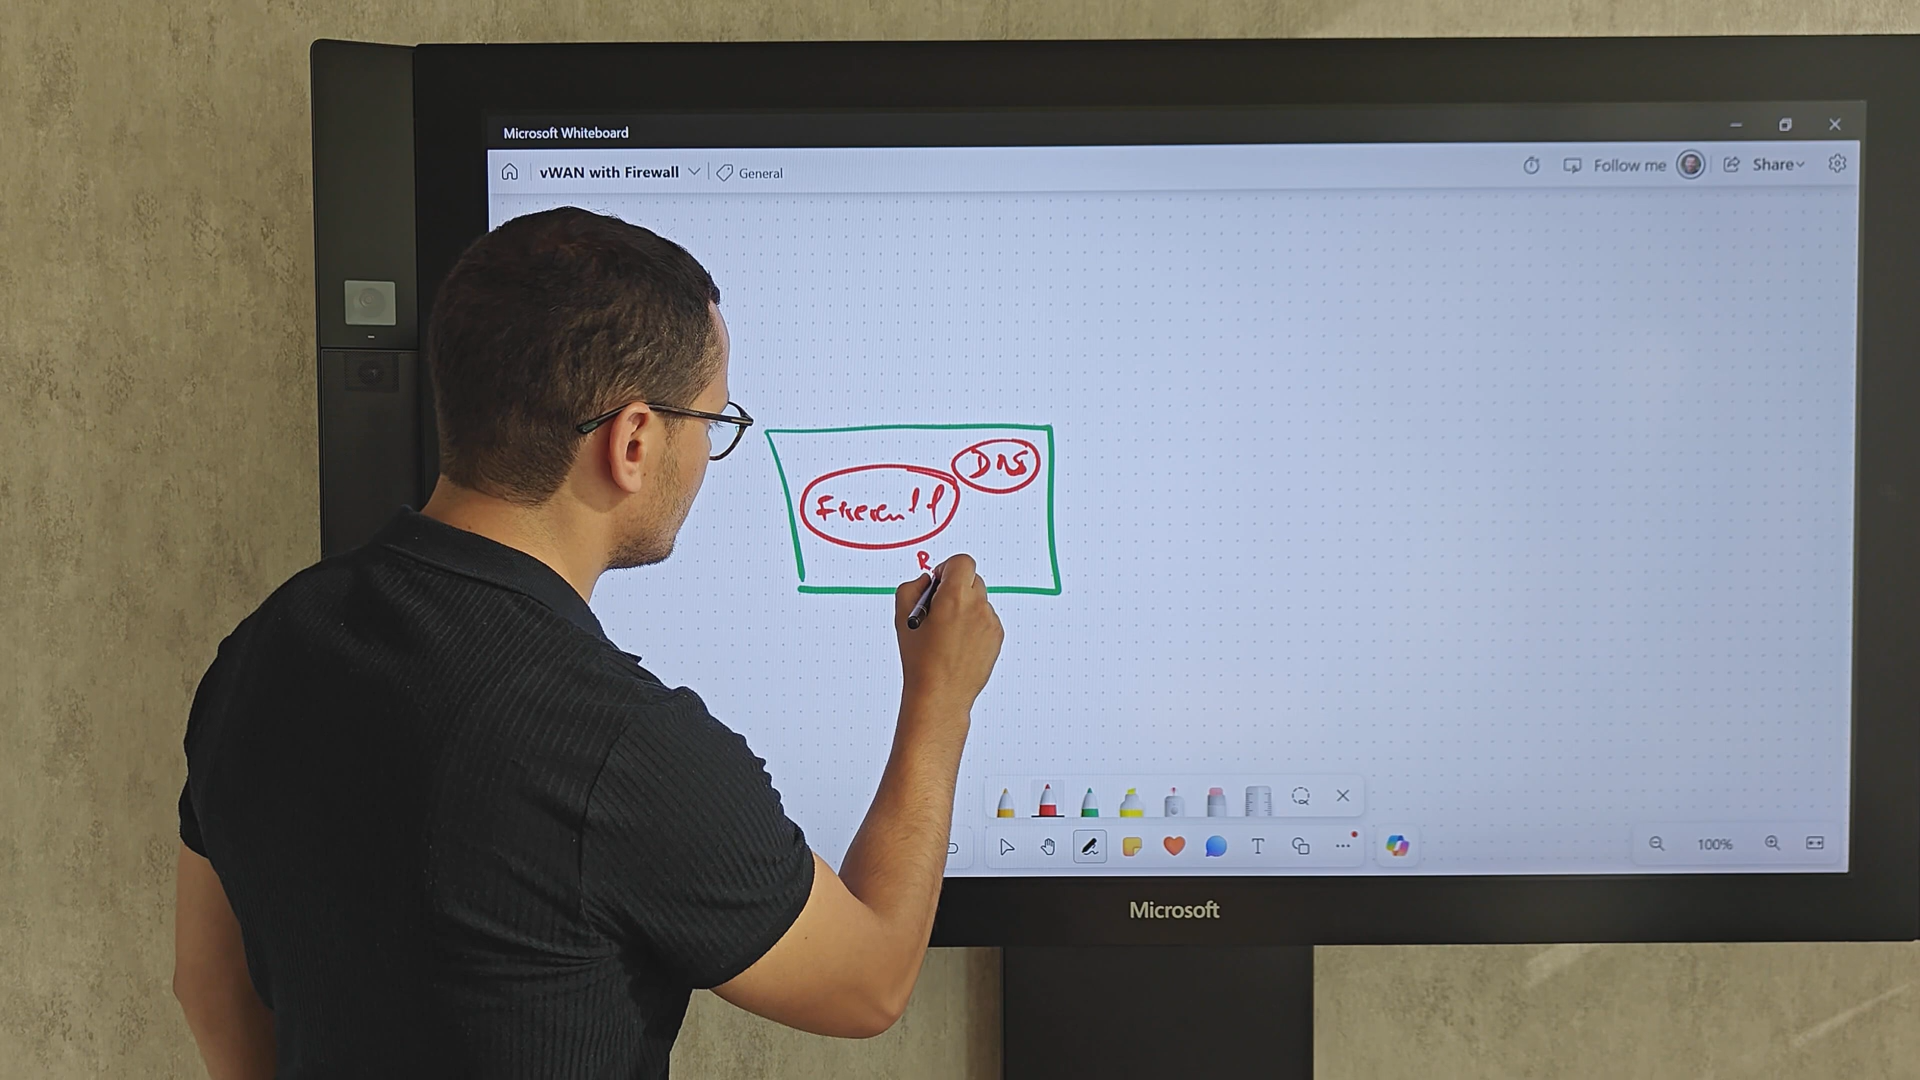 Microsoft Whiteboard
vWAN with Firewall
General
Follow me
Share
DNS
Firewall
R
T
100%
Microsoft